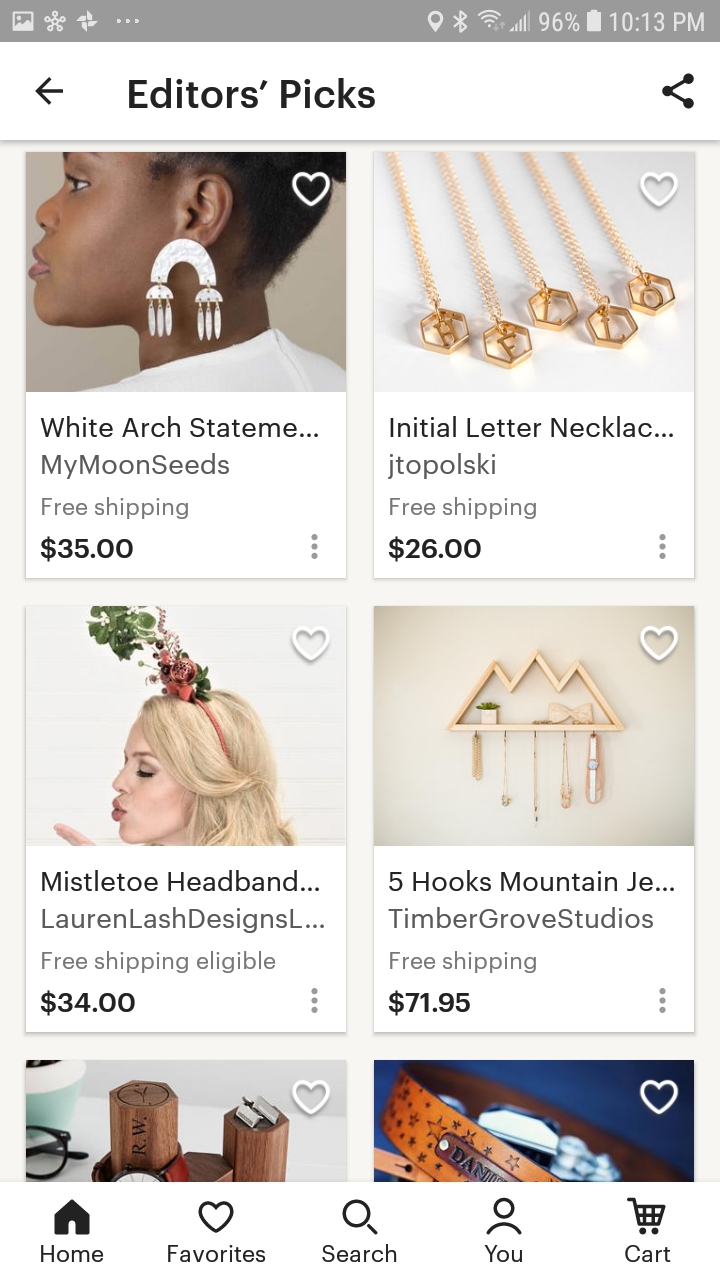 96% 10:13 PM
Editors’ Picks
H E L L O
White Arch Stateme...
MyMoonSeeds
Free shipping
$35.00
Initial Letter Necklac...
jtopolski
Free shipping
$26.00
Mistletoe Headband...
LaurenLashDesignsL...
Free shipping eligible
$34.00
5 Hooks Mountain Je...
TimberGroveStudios
Free shipping
$71.95
R.W.
Home
Favorites
Search
You
Cart